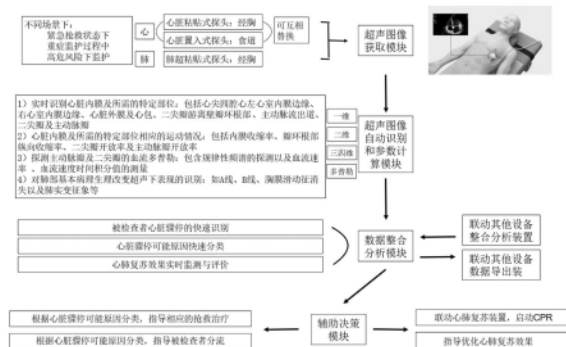 不同场景下:
紧急抢救状态下
重症监护过程中
高危风险下监护
心
肺
心脏粘贴式探头: 经胸
心脏置入式探头: 食道
肺超粘贴式探头: 经胸
可互相
替换
超声图像
获取模块
1) 实时识别心脏内膜及所需的特定部位: 包括心尖四腔心左心室内膜边缘、
右心室内膜边缘、心脏外膜及心包、二尖瓣游离壁瓣环根部、主动脉流出道、
二尖瓣及主动脉瓣
2) 心脏内膜及所需的特定部位相应的运动情况: 包括内膜收缩率、瓣环根部
纵向收缩率、二尖瓣开放率及主动脉瓣开放率
3) 探测主动脉瓣及二尖瓣的血流多普勒: 包含规律性频谱的探测以及血流速
率、血流速度时间积分值的测量
4) 对肺部基本病理生理改变超声下表现的识别: 如A线、B线、胸膜滑动征消
失以及肺实变征象等
一维
二维
三四维
多普勒
超声图像
自动识别
和参数计
算模块
被检查者心脏骤停的快速识别
心脏骤停可能原因快速分类
心肺复苏效果实时监测与评价
数据整合
分析模块
联动其他设备
整合分析装置
联动其他设备
数据导出装
根据心脏骤停可能原因分类, 指导相应的抢救治疗
根据心脏骤停可能原因分类, 指导被检查者分流
辅助决策
模块
联动心肺复苏装置, 启动CPR
指导优化心肺复苏效果